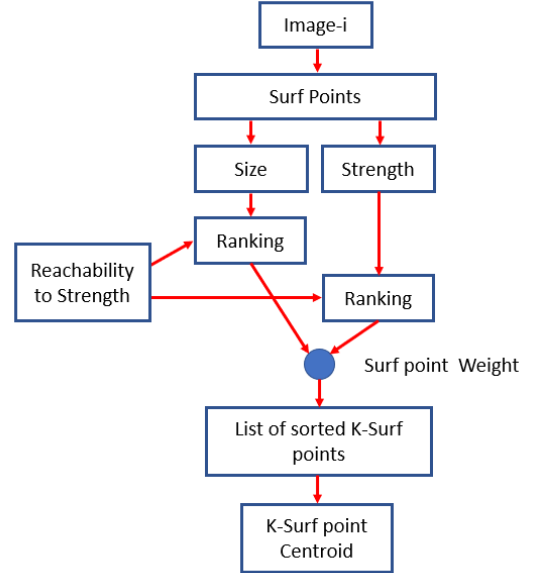 Image-i
Surf Points
Size
Strength
Ranking
Reachability
to Strength
Ranking
Surf point  Weight
List of sorted K-Surf
points
K-Surf point
Centroid